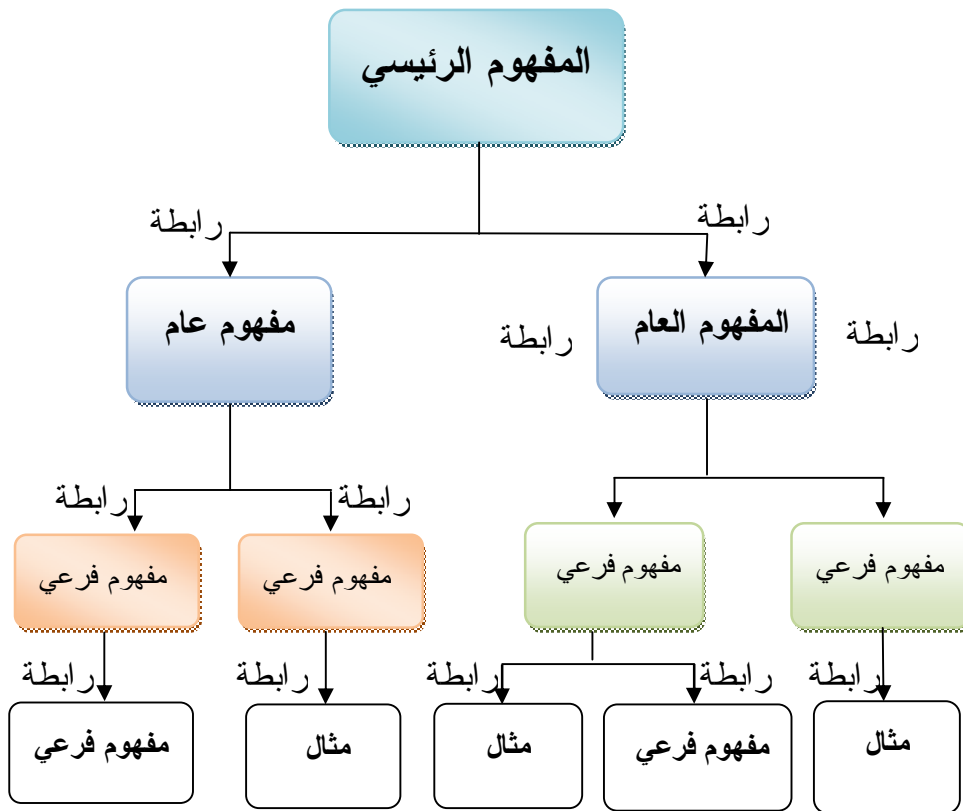 المفهوم الرئيسي
رابطة
رابطة
المفهوم العام
مفهوم عام
رابطة
رابطة
رابطة
رابطة
مفهوم فرعي
مفهوم فرعي
مفهوم فرعي
مفهوم فرعي
رابطة
رابطة
رابطة
رابطة
رابطة
مثال
مفهوم فرعي
مثال
مثال
مفهوم فرعي